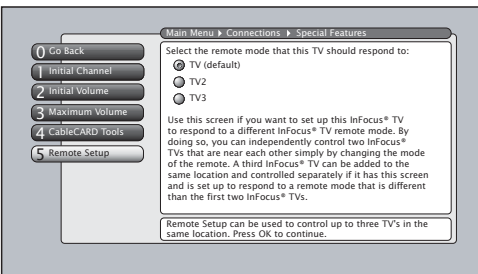 Main Menu ▸ Connections ▸ Special Features
0 Go Back
1 Initial Channel
2 Initial Volume
3 Maximum Volume
4 CableCARD Tools
5 Remote Setup
Select the remote mode that this TV should respond to:
TV (default)
TV2
TV3
Use this screen if you want to set up this InFocus® TV
to respond to a different InFocus® TV remote mode. By
doing so, you can independently control two InFocus®
TVs that are near each other simply by changing the mode
of the remote. A third InFocus® TV can be added to the
same location and controlled separately if it has this screen
and is set up to respond to a remote mode that is different
than the first two InFocus® TVs.
Remote Setup can be used to control up to three TV's in the
same location. Press OK to continue.